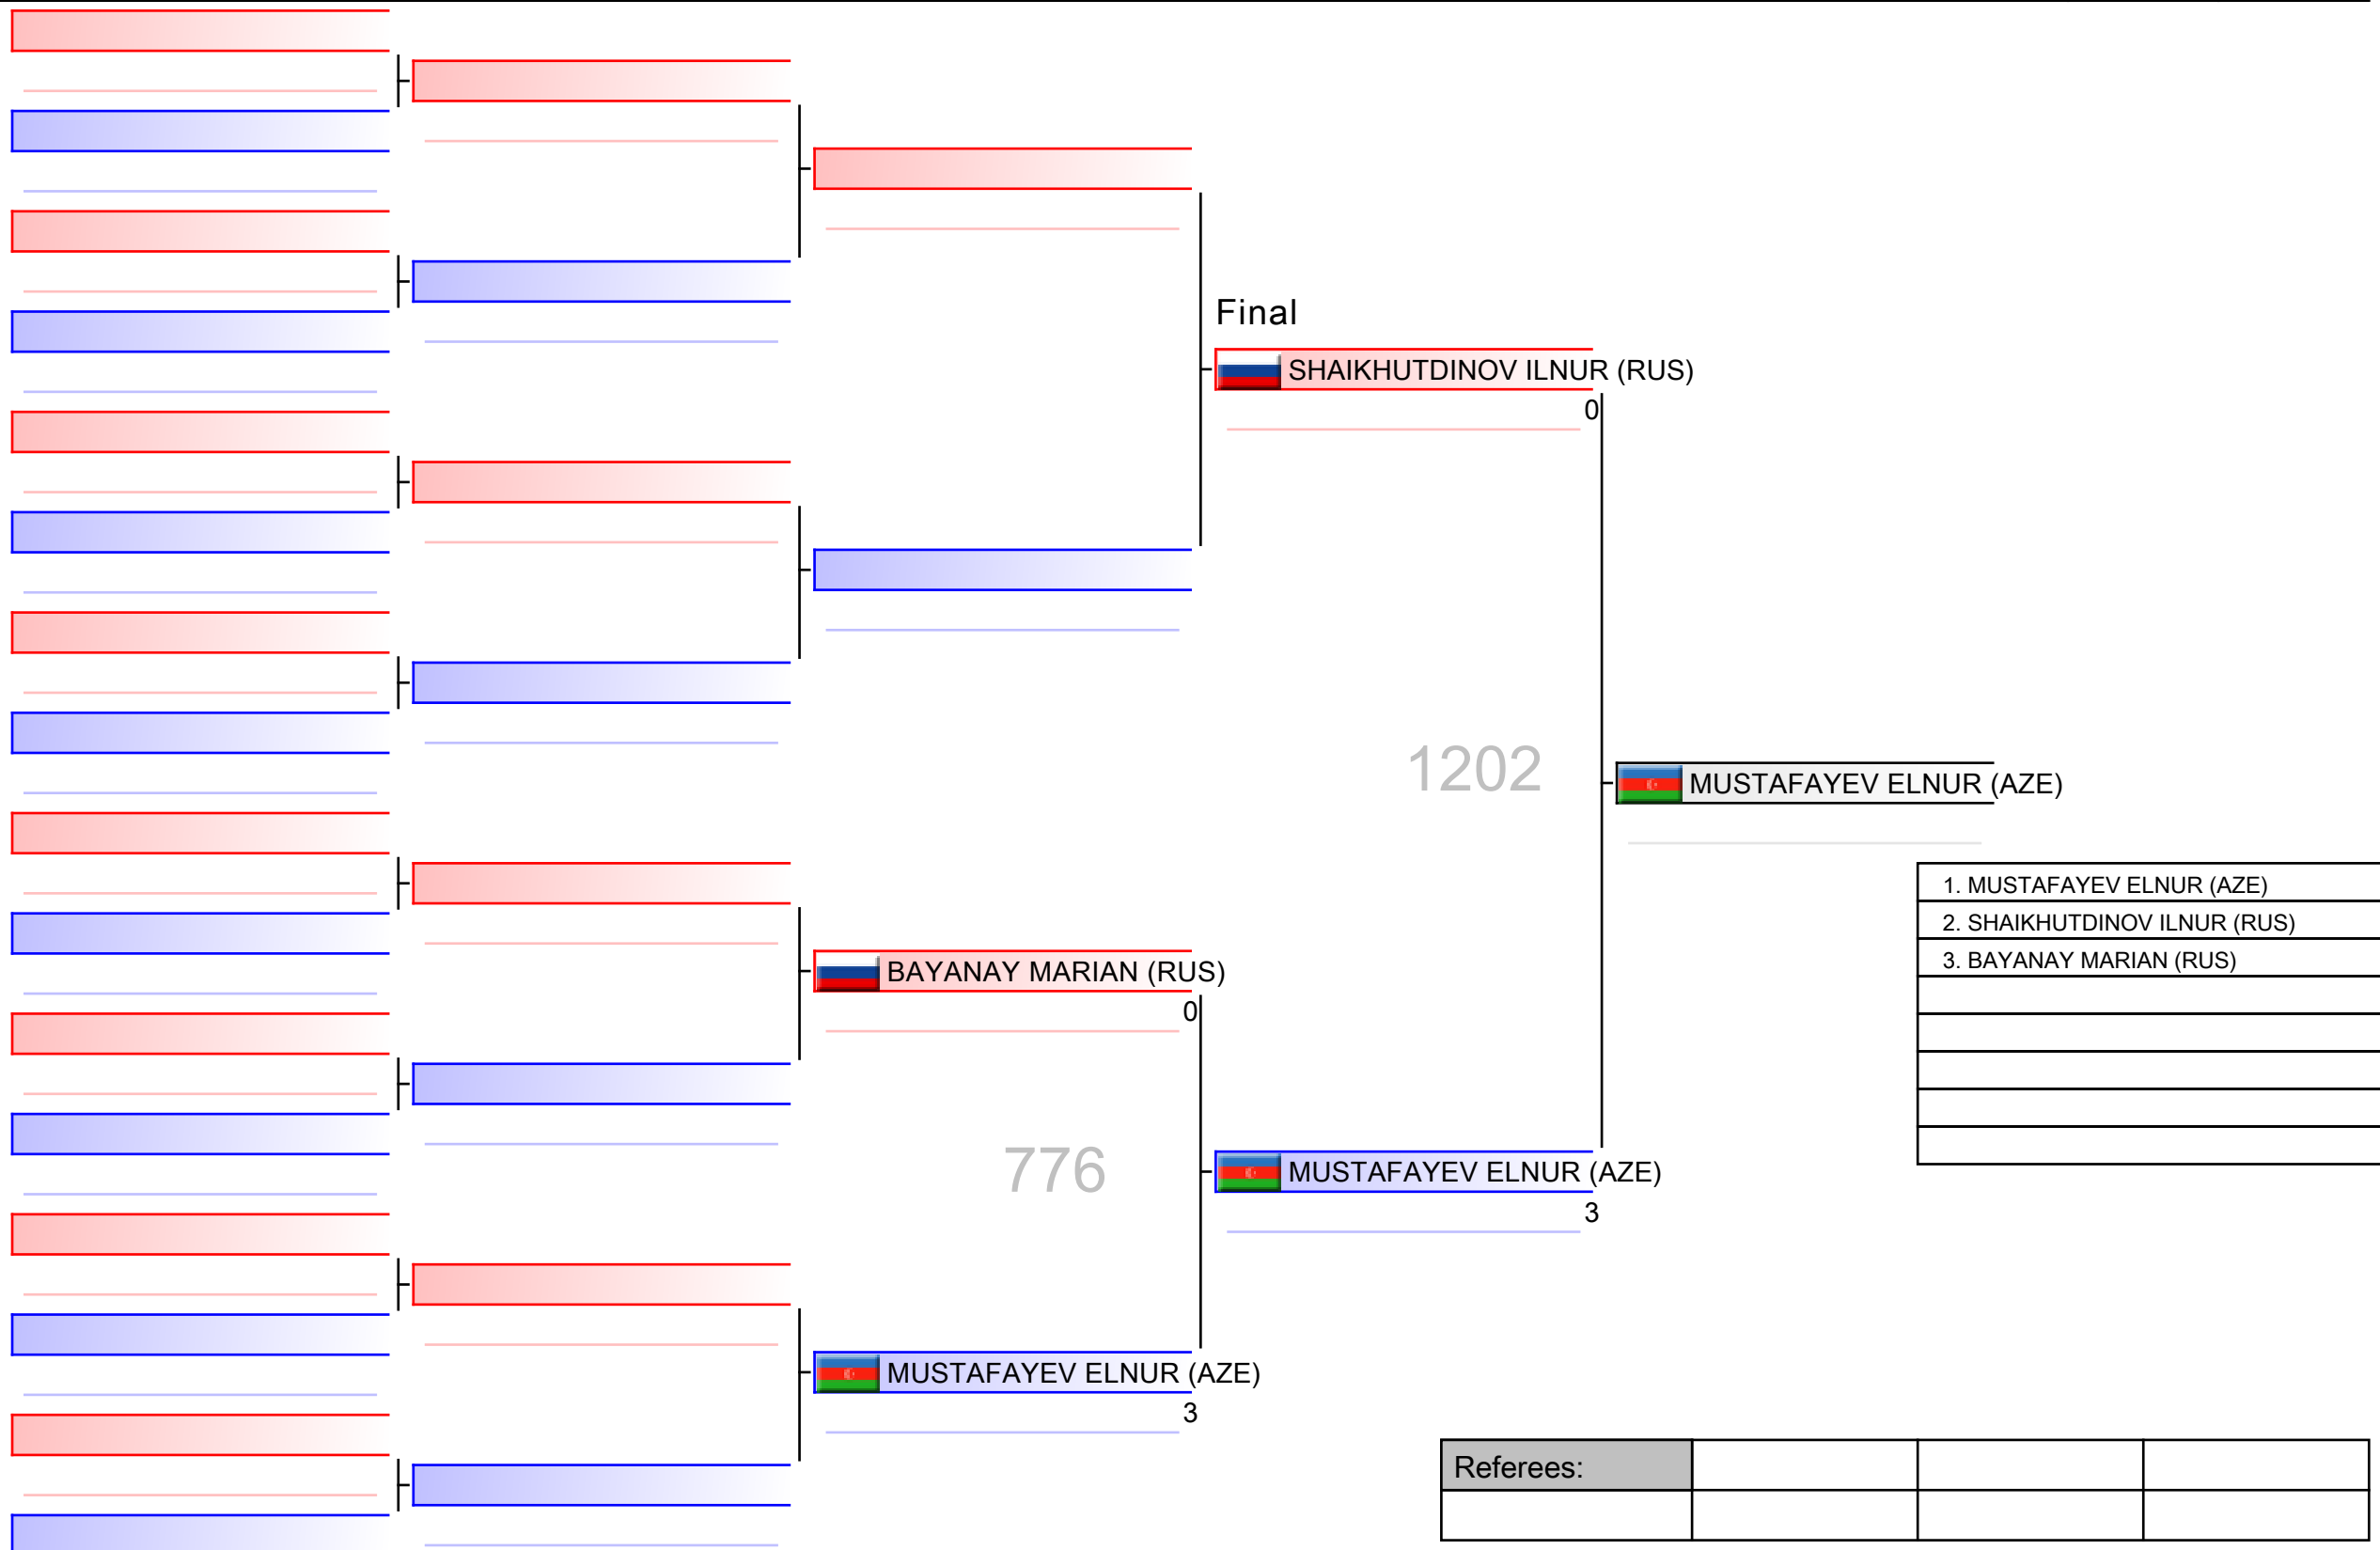 Final
SHAIKHUTDINOV ILNUR (RUS)
0
1202
MUSTAFAYEV ELNUR (AZE)
1. MUSTAFAYEV ELNUR (AZE)
2. SHAIKHUTDINOV ILNUR (RUS)
3. BAYANAY MARIAN (RUS)
BAYANAY MARIAN (RUS)
0
776
MUSTAFAYEV ELNUR (AZE)
3
MUSTAFAYEV ELNUR (AZE)
3
Referees: